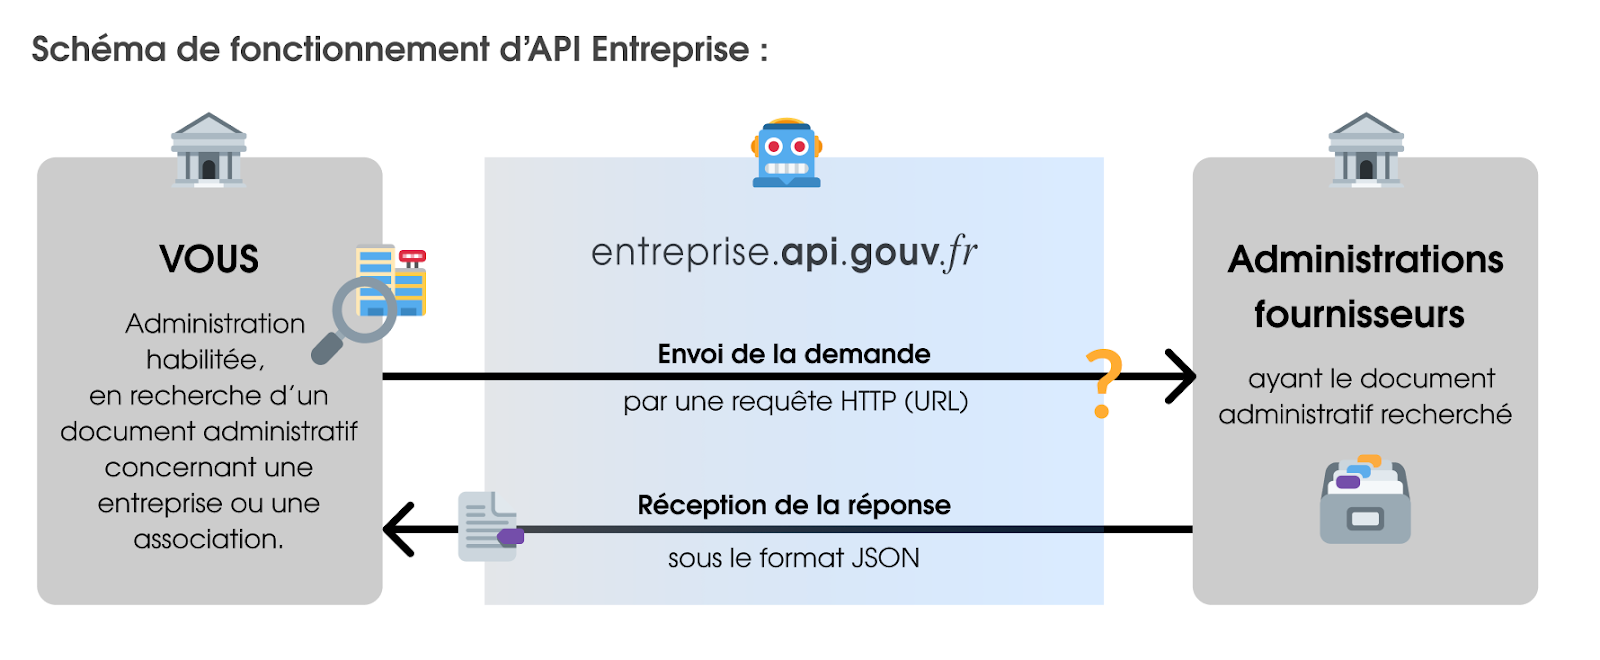 Schéma de fonctionnement d'API Entreprise :
VOUS
Administration
habilitée,
en recherche d'un
document administratif
concernant une
entreprise ou une
association.
entreprise.api.gouv.fr
Envoi de la demande
par une requête HTTP (URL)
?
Réception de la réponse
sous le format JSON
Administrations
fournisseurs
ayant le document
administratif recherché